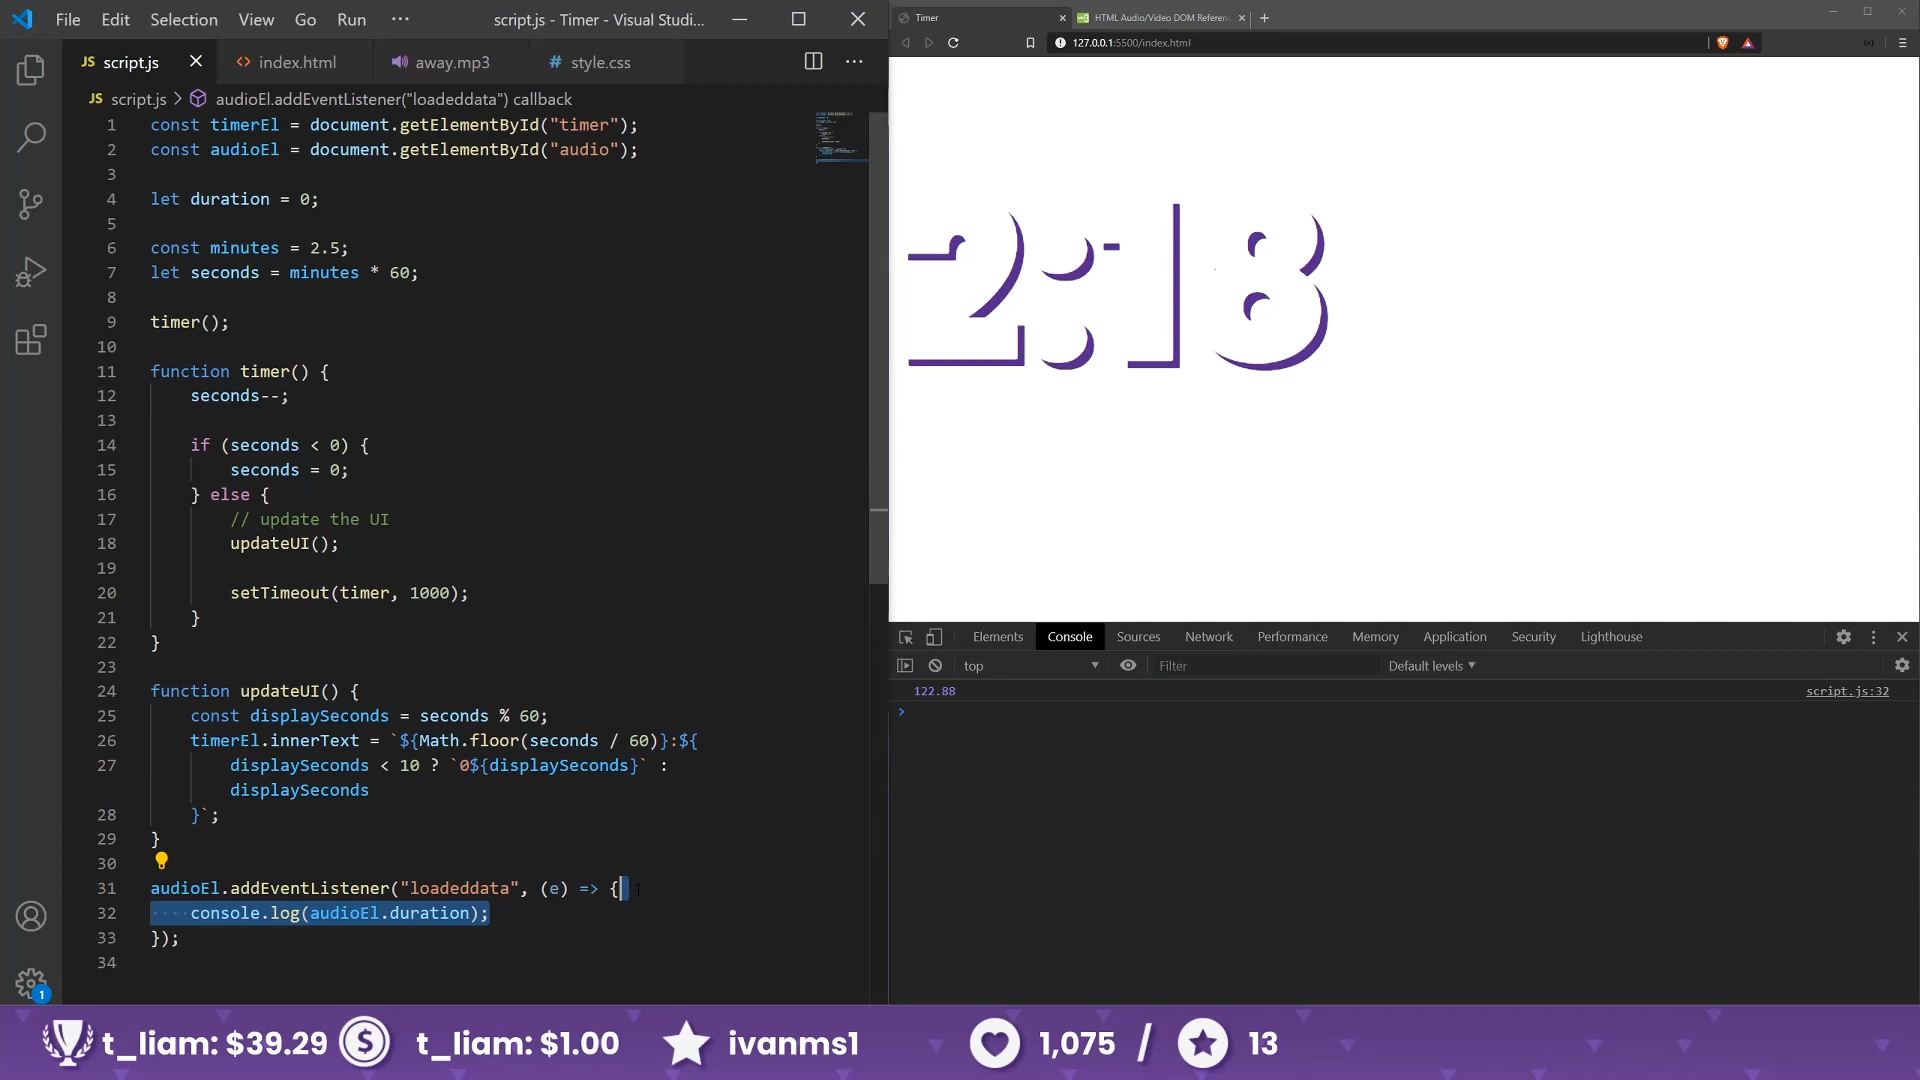 File Edit Selection View Go Run ··· script.js - Timer - Visual Studi...
JS script.js index.html away.mp3 # style.css
JS script.js > audioEl.addEventListener("loadeddata") callback
1 const timerEl = document.getElementById("timer");
2 const audioEl = document.getElementById("audio");
3
4 let duration = 0;
5
6 const minutes = 2.5;
7 let seconds = minutes * 60;
8
9 timer();
10
11 function timer() {
12 seconds--;
13
14 if (seconds < 0) {
15 seconds = 0;
16 } else {
17 // update the UI
18 updateUI();
19
20 setTimeout(timer, 1000);
21 }
22 }
23
24 function updateUI() {
25 const displaySeconds = seconds % 60;
26 timerEl.innerText = `${Math.floor(seconds / 60)}:${
27 displaySeconds < 10 ? `0${displaySeconds}` :
displaySeconds
28 }`;
29 }
30
31 audioEl.addEventListener("loadeddata", (e) => {
32 console.log(audioEl.duration);
33 });
34
1
Timer HTML Audio/Video DOM Referen
127.0.0.1:5500/index.html
2:18
Elements Console Sources Network Performance Memory Application Security Lighthouse
top Filter Default levels
122.88 script.js:32
t_liam: $39.29 t_liam: $1.00 ivanms1 1,075 / 13